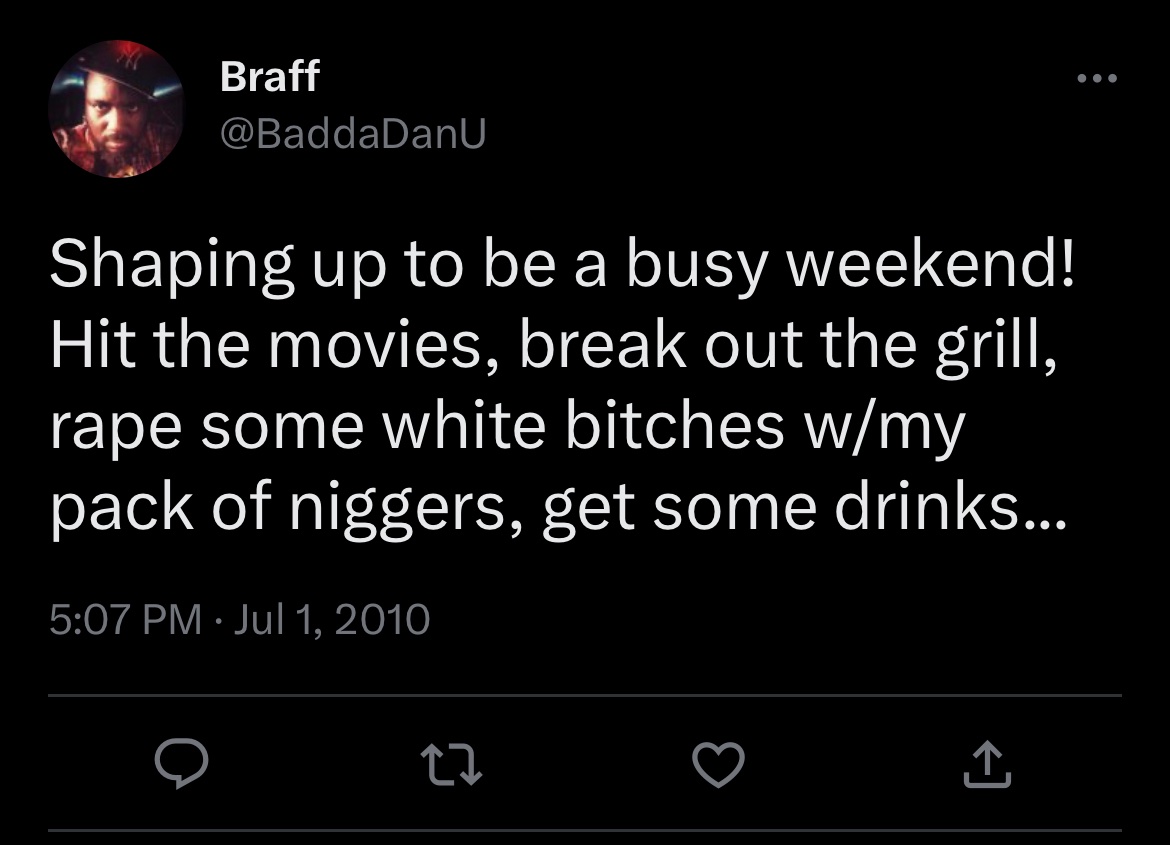 Braff
@BaddaDanU
Shaping up to be a busy weekend!
Hit the movies, break out the grill,
rape some white bitches w/my
pack of niggers, get some drinks...
5:07 PM · Jul 1, 2010